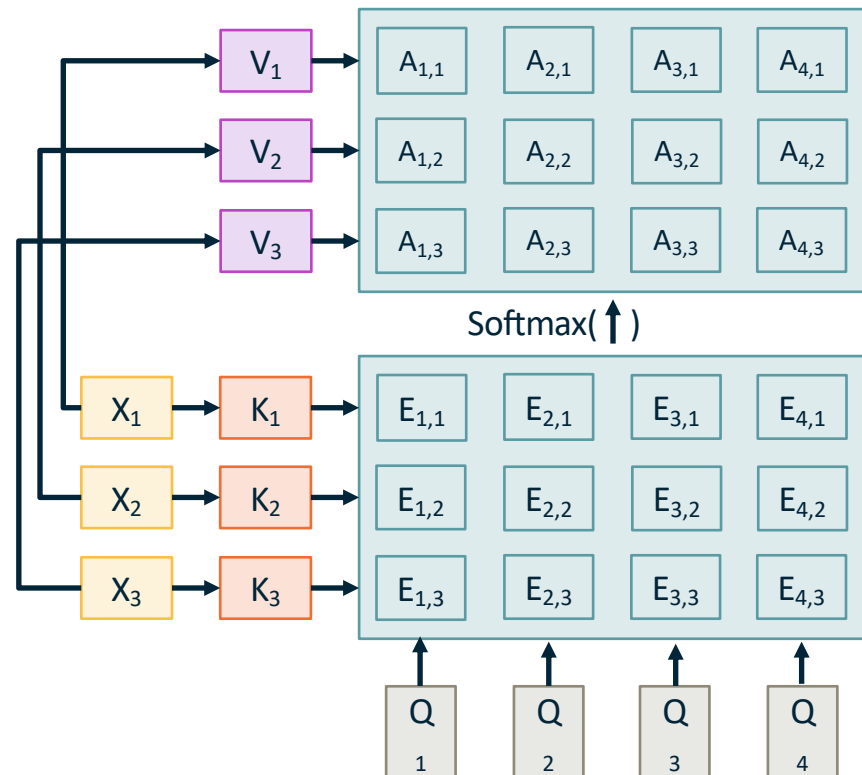 V₁ A₁,₁ A₂,₁ A₃,₁ A₄,₁
V₂ A₁,₂ A₂,₂ A₃,₂ A₄,₂
V₃ A₁,₃ A₂,₃ A₃,₃ A₄,₃
Softmax( )
X₁ K₁ E₁,₁ E₂,₁ E₃,₁ E₄,₁
X₂ K₂ E₁,₂ E₂,₂ E₃,₂ E₄,₂
X₃ K₃ E₁,₃ E₂,₃ E₃,₃ E₄,₃
Q Q Q Q
1 2 3 4